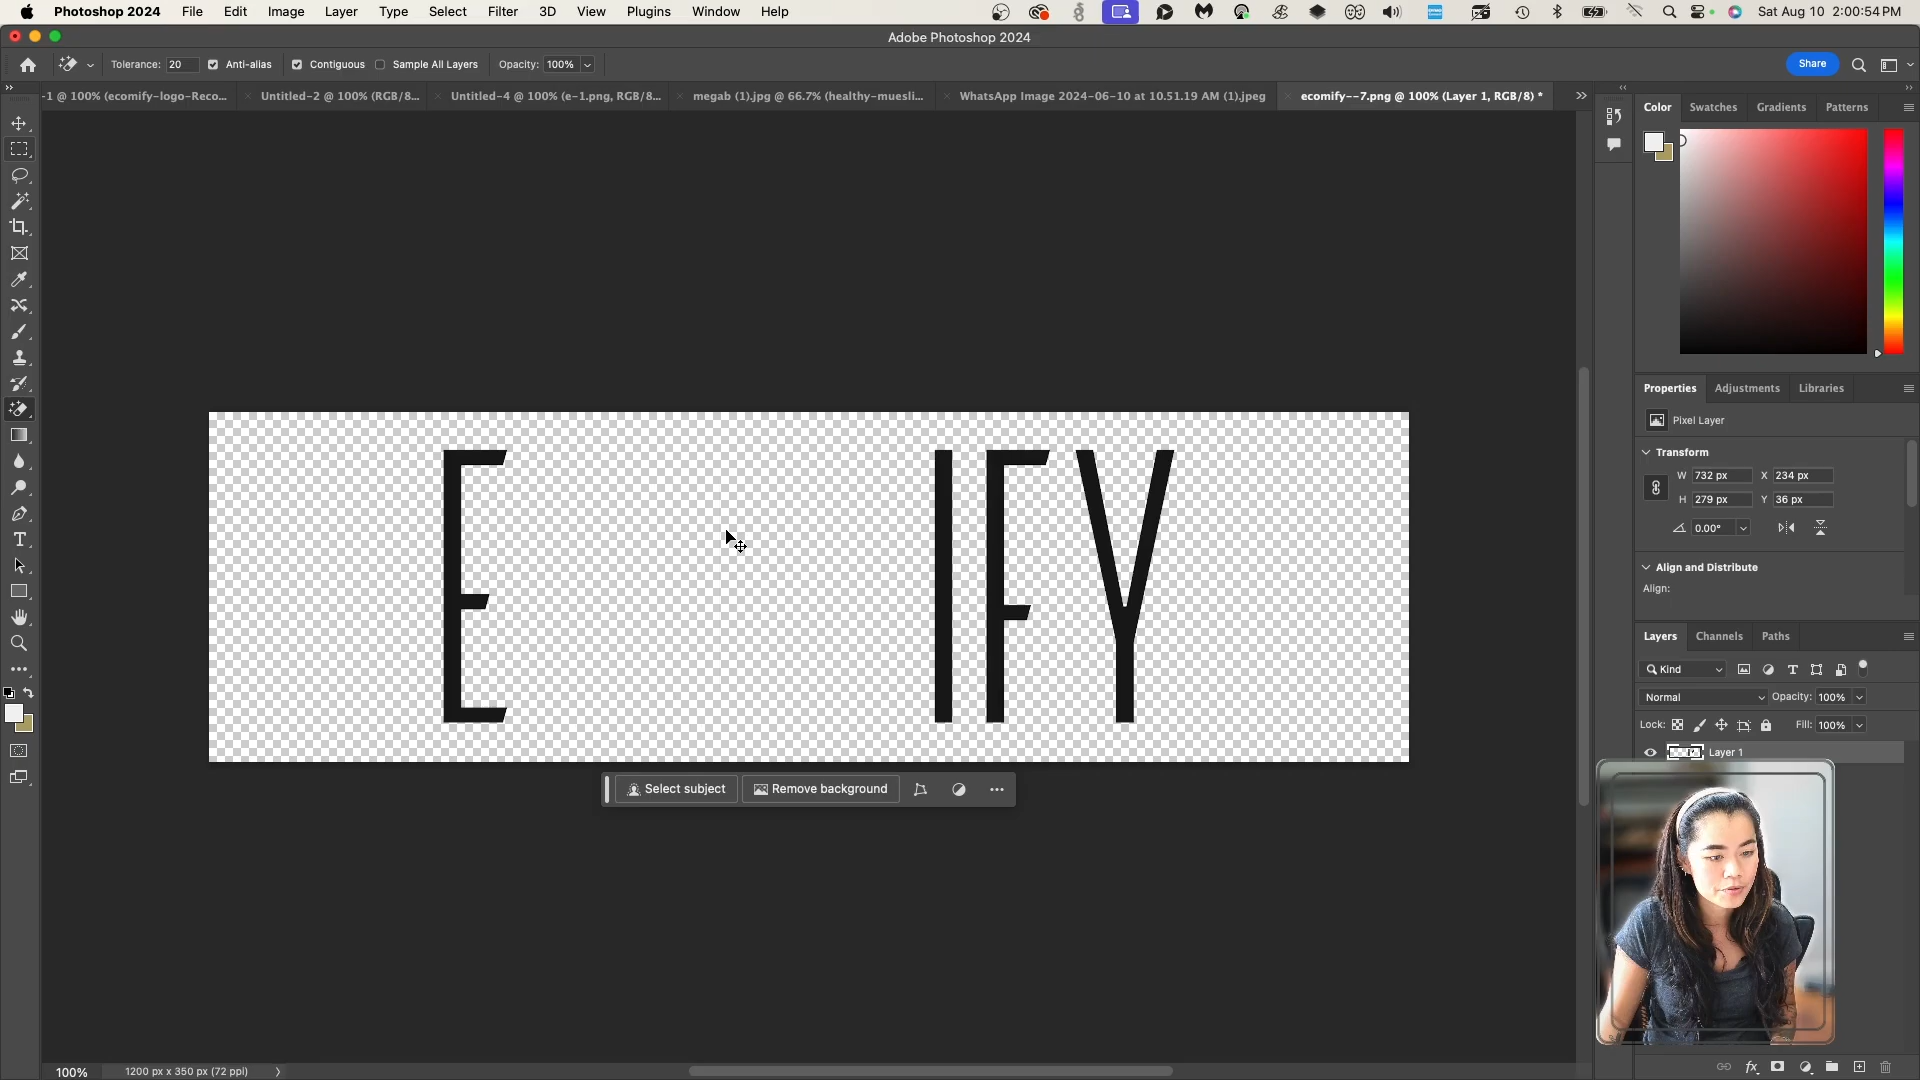 Photoshop 2024 File Edit Image Layer Type Select Filter 3D View Plugins Window Help Sat Aug 10 2:00:54 PM
Adobe Photoshop 2024
Tolerance: 20 Anti-alias Contiguous Sample All Layers Opacity: 100% Share
-1 @ 100% (ecomify-logo-Reco... Untitled-2 @ 100% (RGB/8... Untitled-4 @ 100% (e-1.png, RGB/8... megab (1).jpg @ 66.7% (healthy-muesli... WhatsApp Image 2024-06-10 at 10.51.19 AM (1).jpeg ecomify--7.png @ 100% (Layer 1, RGB/8) *
Color Swatches Gradients Patterns
Properties Adjustments Libraries
Pixel Layer
Transform
W 732 px X 234 px
H 279 px Y 36 px
0.00°
Align and Distribute
Align:
Layers Channels Paths
Kind
Normal Opacity: 100%
Lock: Fill: 100%
Layer 1
E IFY
Select subject Remove background
100% 1200 px x 350 px (72 ppi)